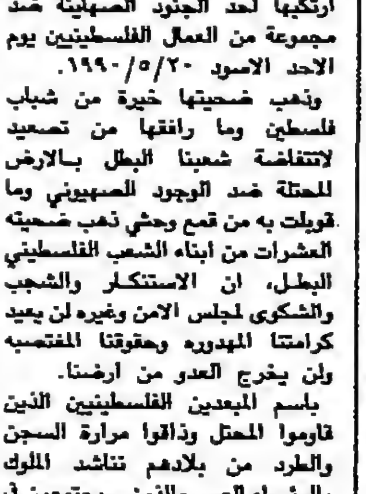 ارتكبها احد الجنود الصهاينة ضد
مجموعة من العمال الفلسطينيين يوم
الاحد الاسود ١٩٩٠/٥/٢٠.
وذهب ضحيتها خيرة من شباب
فلسطين وما رافقها من تصعيد
لانتفاضة شعبنا البطل بالارض
المحتلة ضد الوجود الصهيوني وما
قوبلت به من قمع وحشي ذهب ضحيته
العشرات من ابناء الشعب الفلسطيني
البطل، ان الاستنكار والشجب
والشكوى لمجلس الامن وغيره لن يعيد
كرامتنا المهدوره وحقوقنا المغتصبه
ولن يخرج العدو من ارضنا.
باسم المبعدين الفلسطينيين الذين
قاوموا المحتل وذاقوا مرارة السجن
والطرد من بلادهم نناشد الملوك